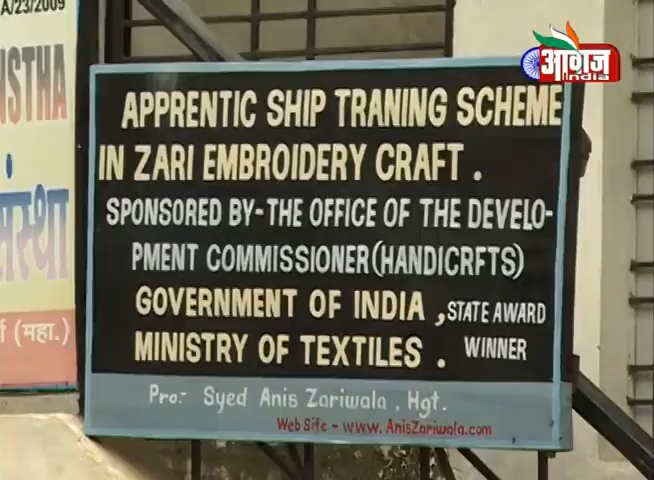 A/23/2009
NSTHA
संस्था
र्ग (महा.)
आवाज
India
APPRENTIC SHIP TRANING SCHEME
IN ZARI EMBROIDERY CRAFT .
SPONSORED BY-THE OFFICE OF THE DEVELO-
PMENT COMMISSIONER(HANDICRFTS)
GOVERNMENT OF INDIA , STATE AWARD
MINISTRY OF TEXTILES . WINNER
Pro:- Syed Anis Zariwala , Hgt.
Web Site - www.AnisZariwala.com